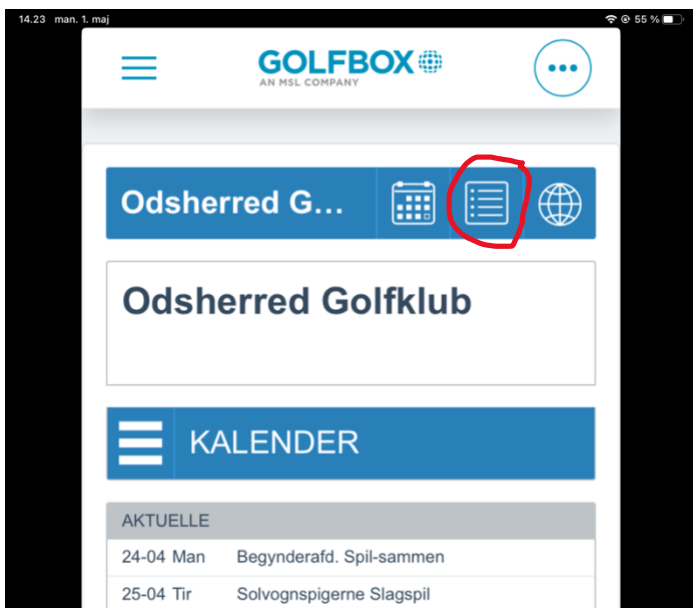 14.23 man. 1. maj
55 %
GOLFBOX
AN MSL COMPANY
Odsherred G...
Odsherred Golfklub
KALENDER
AKTUELLE
24-04 Man Begynderafd. Spil-sammen
25-04 Tir Solvognspigerne Slagspil